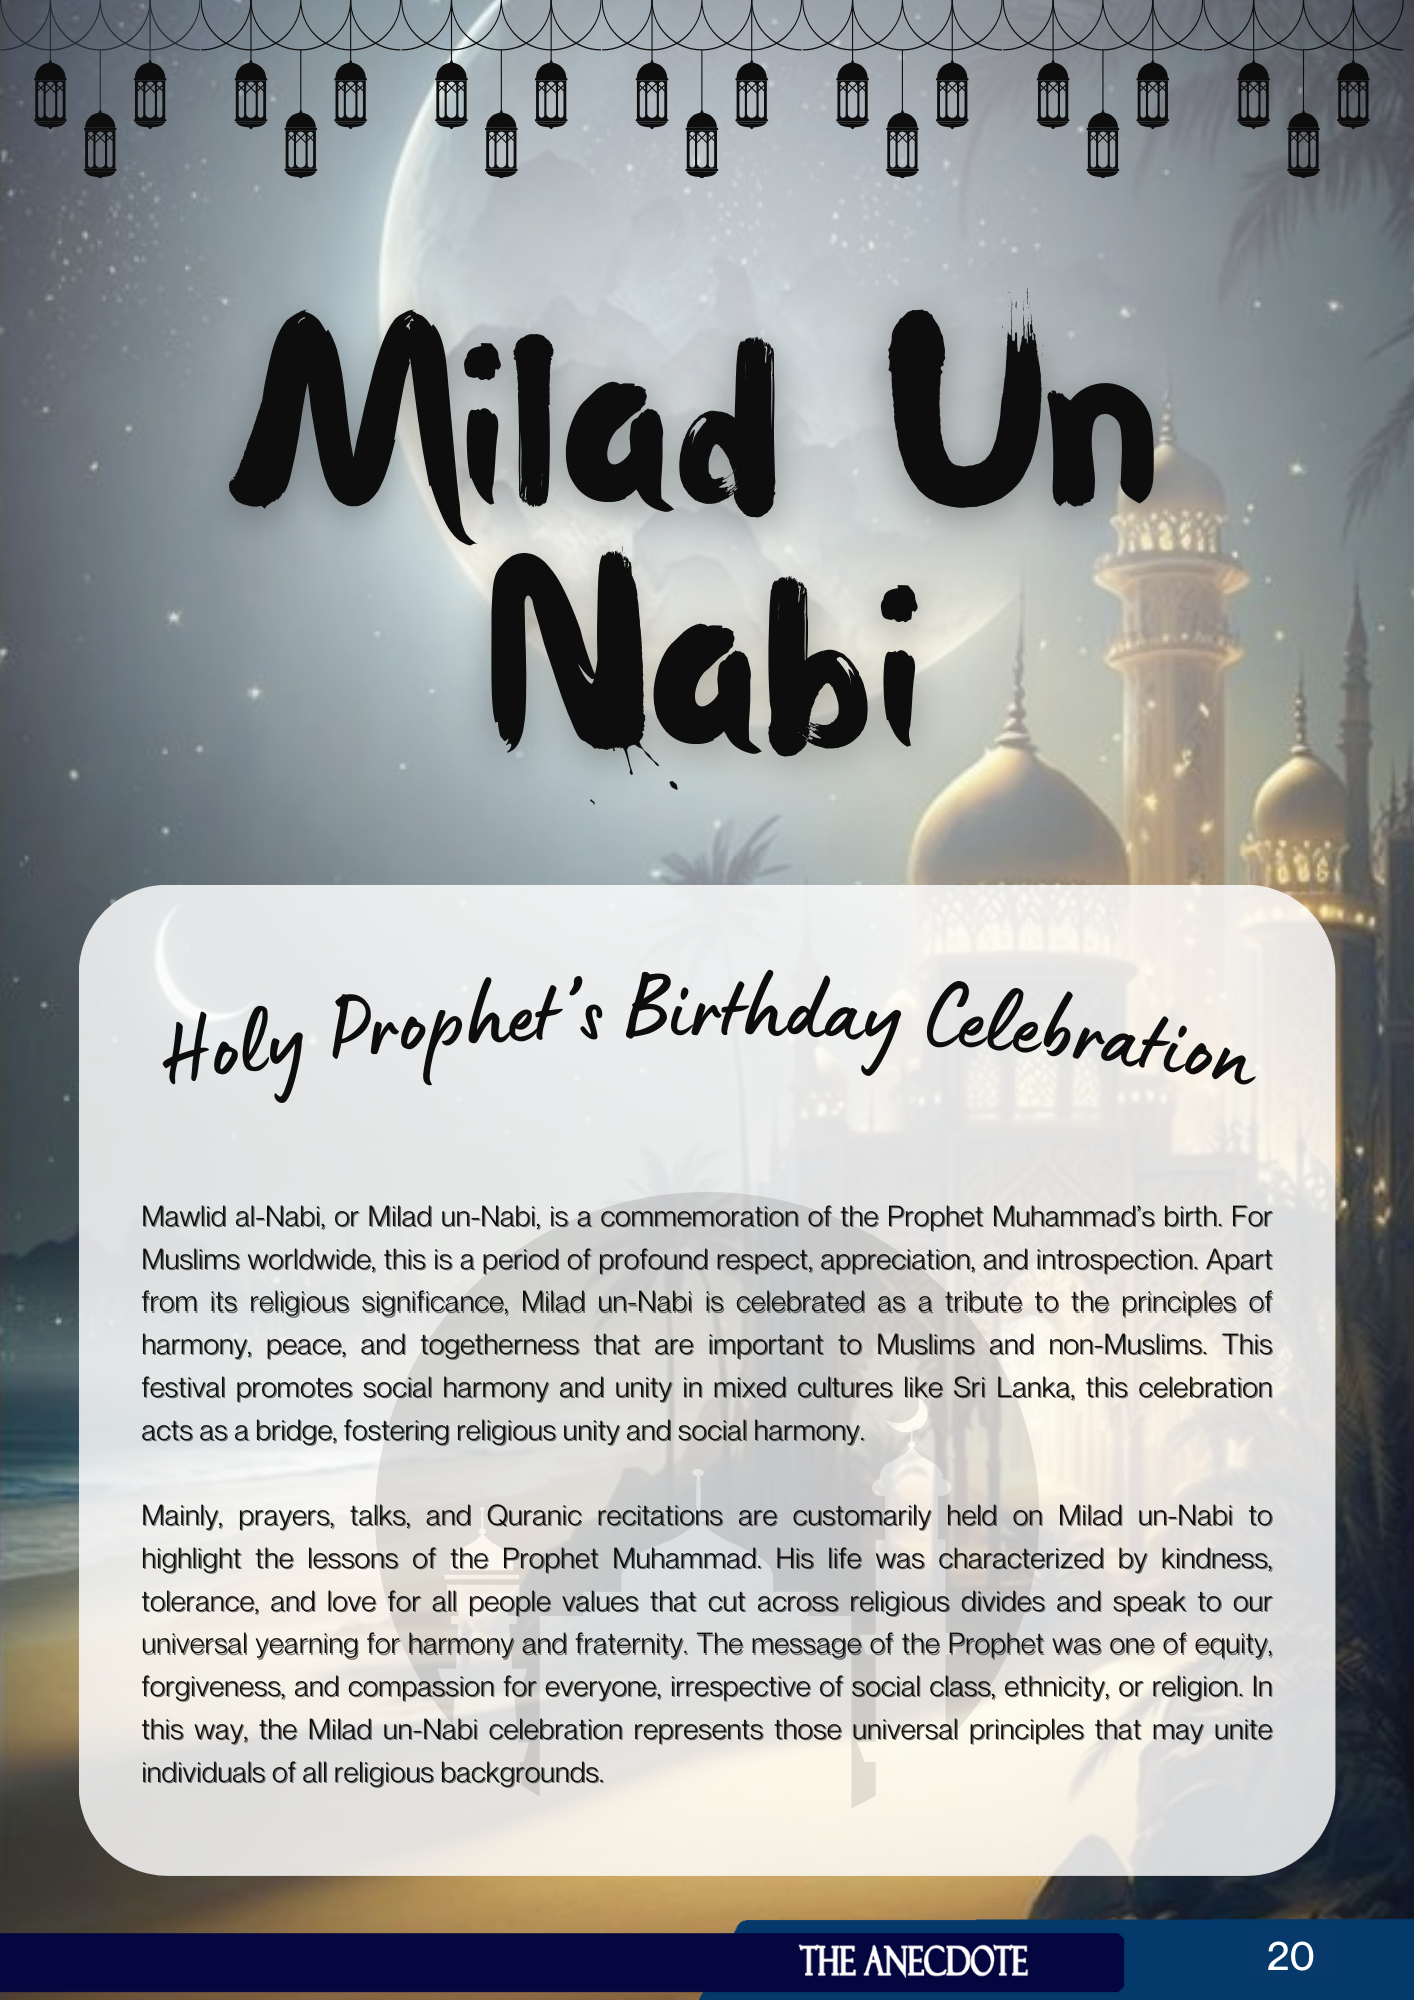 Milad Un
Nabi
Holy Prophet's Birthday Celebration
Mawlid al-Nabi, or Milad un-Nabi, is a commemoration of the Prophet Muhammad's birth. For
Muslims worldwide, this is a period of profound respect, appreciation, and introspection. Apart
from its religious significance, Milad un-Nabi is celebrated as a tribute to the principles of
harmony, peace, and togetherness that are important to Muslims and non-Muslims. This
festival promotes social harmony and unity in mixed cultures like Sri Lanka, this celebration
acts as a bridge, fostering religious unity and social harmony.
Mainly, prayers, talks, and Quranic recitations are customarily held on Milad un-Nabi to
highlight the lessons of the Prophet Muhammad. His life was characterized by kindness,
tolerance, and love for all people values that cut across religious divides and speak to our
universal yearning for harmony and fraternity. The message of the Prophet was one of equity,
forgiveness, and compassion for everyone, irrespective of social class, ethnicity, or religion. In
this way, the Milad un-Nabi celebration represents those universal principles that may unite
individuals of all religious backgrounds.
THE ANECDOTE
20